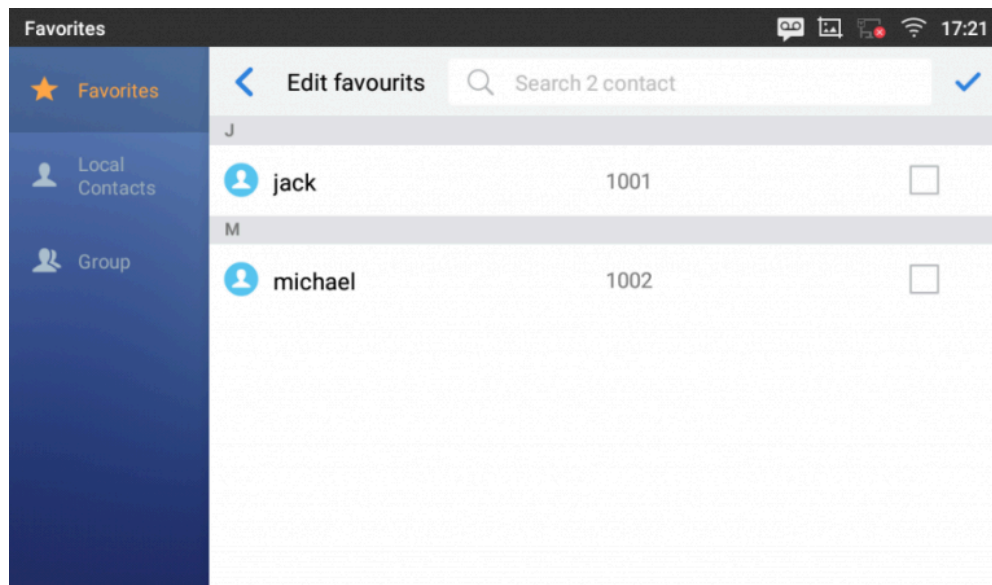 Favorites 17:21
Favorites
Edit favourits Search 2 contact
J
Local
Contacts
jack 1001
M
Group
michael 1002